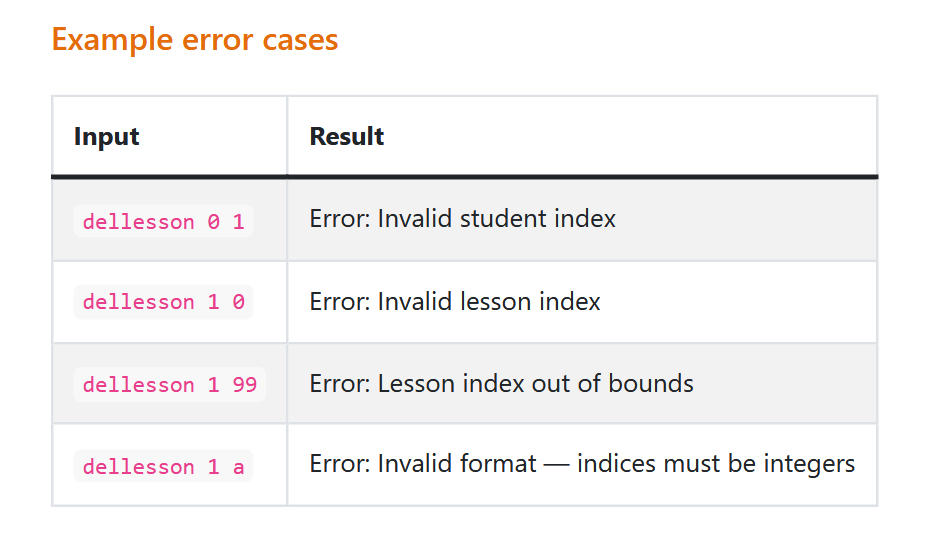 Example error cases
Input Result
dellesson 0 1 Error: Invalid student index
dellesson 1 0 Error: Invalid lesson index
dellesson 1 99 Error: Lesson index out of bounds
dellesson 1 a Error: Invalid format — indices must be integers